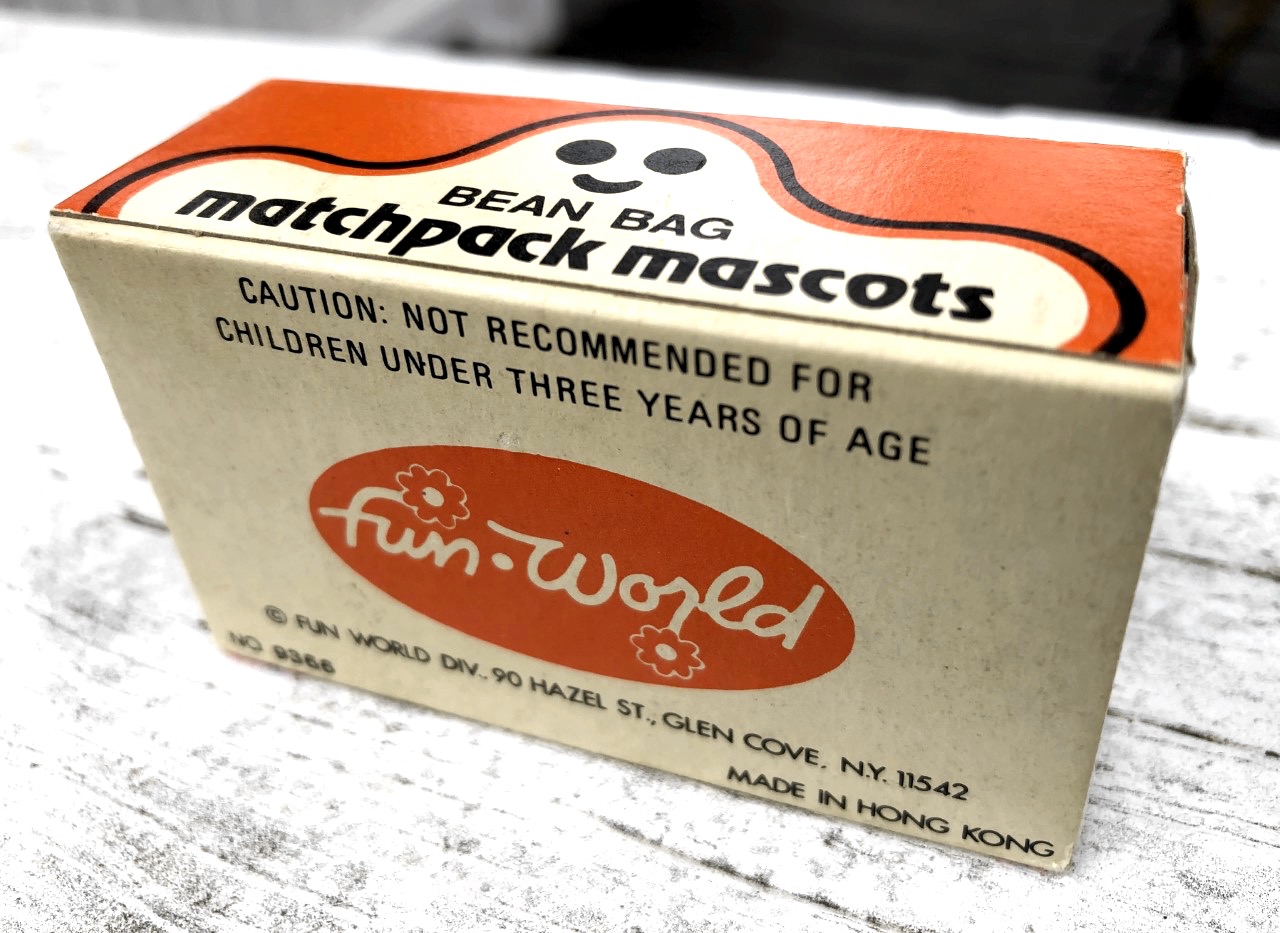 BEAN BAG
matchpack mascots
CAUTION: NOT RECOMMENDED FOR
CHILDREN UNDER THREE YEARS OF AGE
fun·World
© FUN WORLD DIV., 90 HAZEL ST., GLEN COVE, N.Y. 11542
NO 9366
MADE IN HONG KONG